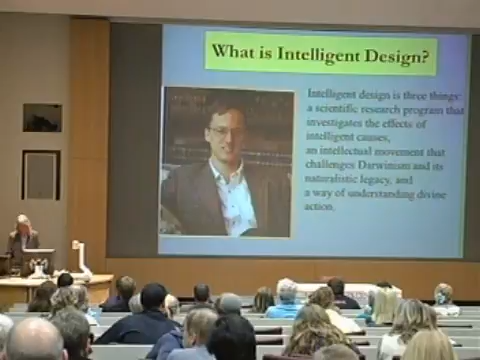 What is Intelligent Design?
Intelligent design is three things:
a scientific research program that
investigates the effects of
intelligent causes,
an intellectual movement that
challenges Darwinism and its
naturalistic legacy, and
a way of understanding divine
action.